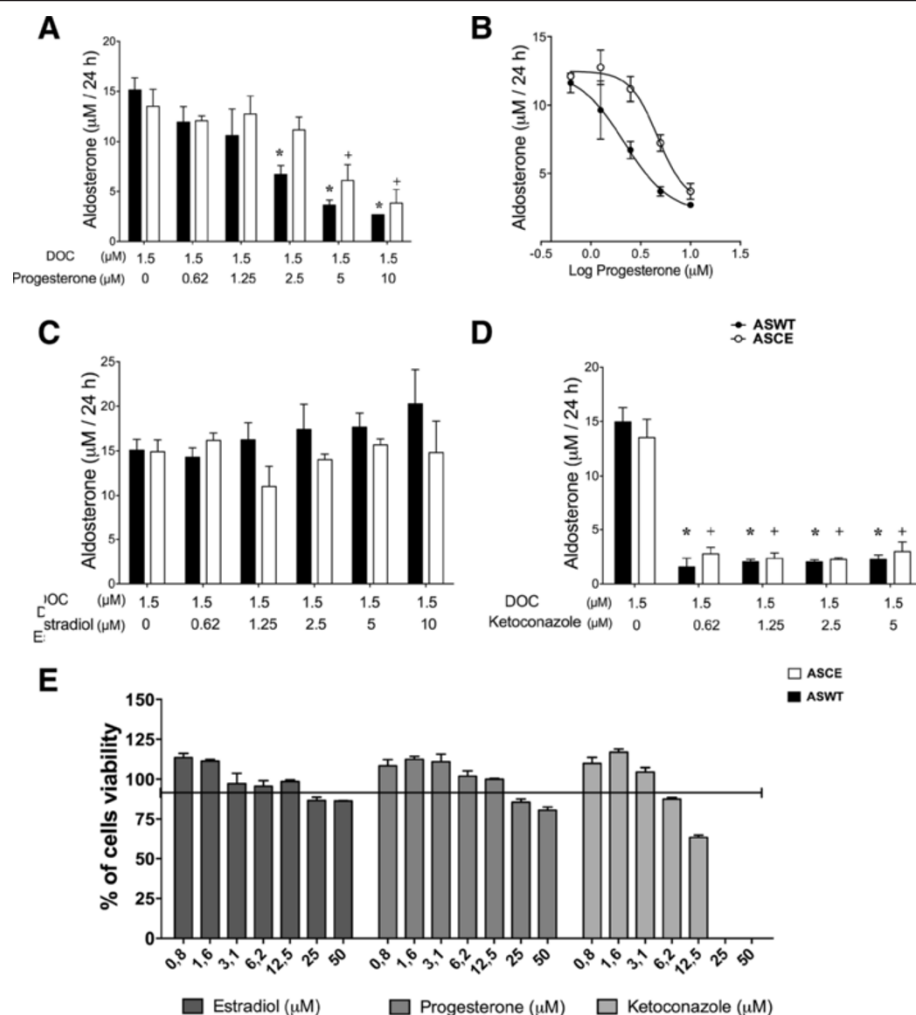 A
Aldosterone (µM / 24 h)
20
15
10
5
0
DOC (µM) 1.5 1.5 1.5 1.5 1.5 1.5
Progesterone (µM) 0 0.62 1.25 2.5 5 10
* * *
+ +
B
Aldosterone (µM / 24 h)
15
10
5
-0.5 0.0 0.5 1.0 1.5
Log Progesterone (µM)
ASWT
ASCE
C
Aldosterone (µM / 24 h)
25
20
15
10
5
0
OC (µM) 1.5 1.5 1.5 1.5 1.5 1.5
D
stradiol (µM) 0 0.62 1.25 2.5 5 10
E
D
Aldosterone (µM / 24 h)
20
15
10
5
0
* + * + * + * +
DOC (µM) 1.5 1.5 1.5 1.5 1.5
Ketoconazole (µM) 0 0.62 1.25 2.5 5
ASCE
ASWT
E
% of cells viability
150
125
100
75
50
25
0
0,8 1,6 3,1 6,2 12,5 25 50 0,8 1,6 3,1 6,2 12,5 25 50 0,8 1,6 3,1 6,2 12,5 25 50
Estradiol (µM) Progesterone (µM) Ketoconazole (µM)